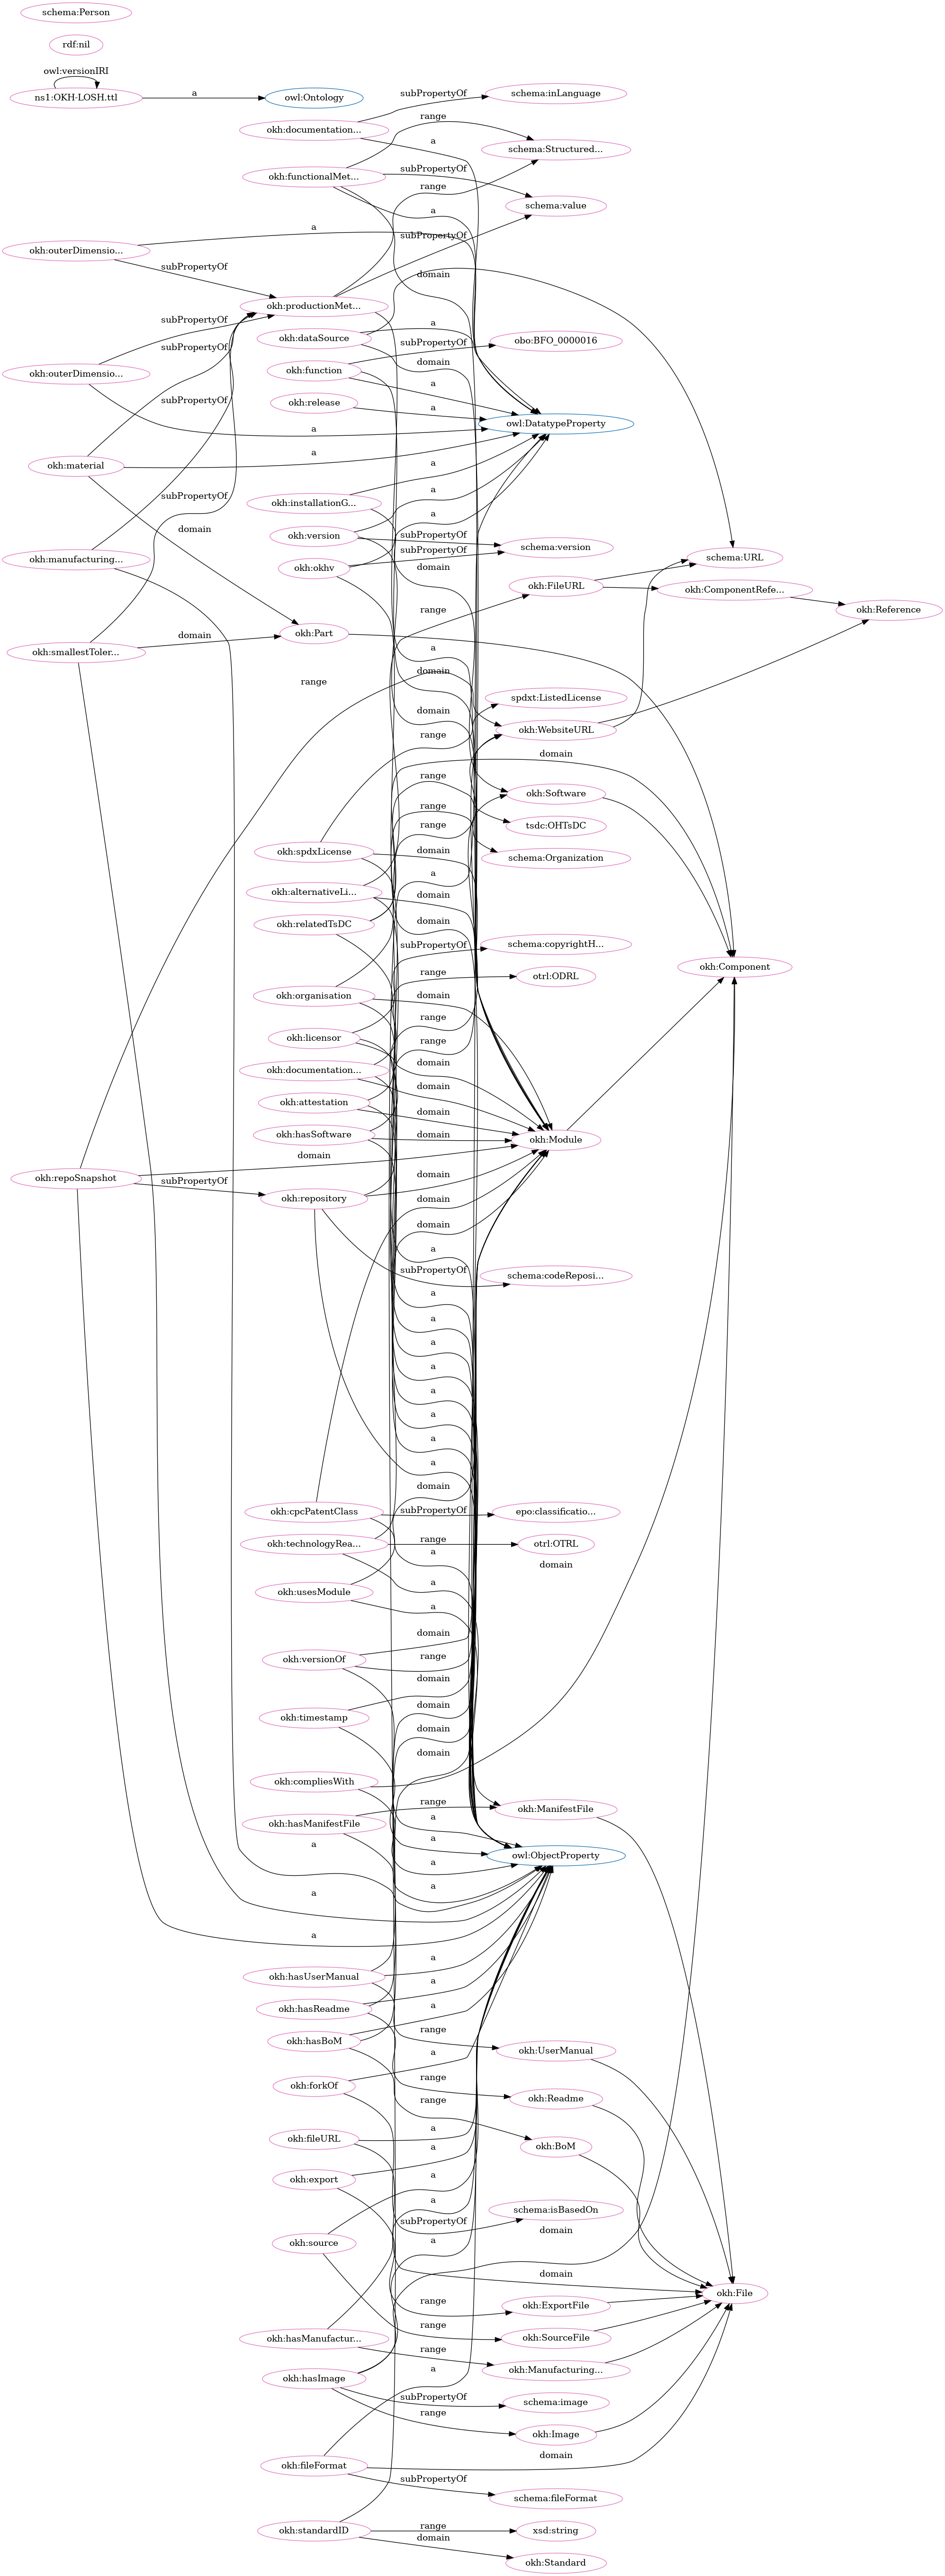 schema:Person
rdf:nil
owl:versionIRI
ns1:OKH-LOSH.ttl
a
owl:Ontology
subPropertyOf
schema:inLanguage
okh:documentation...
range
a
schema:Structured...
okh:functionalMet...
subPropertyOf
range
schema:value
a
a
okh:outerDimensio...
subPropertyOf
subPropertyOf
domain
okh:productionMet...
subPropertyOf
a
okh:dataSource
obo:BFO_0000016
subPropertyOf
subPropertyOf
domain
okh:function
okh:outerDimensio...
a
subPropertyOf
okh:release
a
owl:DatatypeProperty
a
a
a
okh:material
a
subPropertyOf
okh:installationG...
a
domain
okh:version
subPropertyOf
schema:version
subPropertyOf
okh:manufacturing...
schema:URL
okh:okhv
domain
okh:FileURL
okh:ComponentRefe...
range
okh:Reference
domain
okh:Part
a
okh:smallestToler...
domain
range
spdxt:ListedLicense
domain
okh:WebsiteURL
range
domain
range
okh:Software
range
tsdc:OHTsDC
range
okh:spdxLicense
domain
schema:Organization
a
okh:alternativeLi...
domain
okh:relatedTsDC
subPropertyOf
schema:copyrightH...
okh:Component
range
otrl:ODRL
okh:organisation
domain
range
okh:licensor
range
domain
okh:documentation...
domain
okh:attestation
domain
okh:hasSoftware
domain
okh:Module
domain
okh:repoSnapshot
domain
subPropertyOf
okh:repository
domain
domain
a
subPropertyOf
schema:codeReposi...
a
a
a
a
a
a
a
a
domain
okh:cpcPatentClass
subPropertyOf
epo:classificatio...
okh:technologyRea...
range
otrl:OTRL
a
domain
a
okh:usesModule
a
domain
okh:versionOf
range
domain
domain
okh:timestamp
domain
domain
okh:compliesWith
range
okh:ManifestFile
okh:hasManifestFile
a
a
a
owl:ObjectProperty
a
a
a
a
a
okh:hasUserManual
a
okh:hasReadme
a
range
okh:hasBoM
okh:UserManual
a
range
okh:forkOf
okh:Readme
range
a
okh:fileURL
okh:BoM
a
okh:export
a
a
schema:isBasedOn
subPropertyOf
domain
okh:source
a
domain
okh:File
range
okh:ExportFile
range
okh:SourceFile
okh:hasManufactur...
range
okh:Manufacturing...
a
okh:hasImage
subPropertyOf
schema:image
range
okh:Image
domain
okh:fileFormat
subPropertyOf
schema:fileFormat
range
xsd:string
okh:standardID
domain
okh:Standard